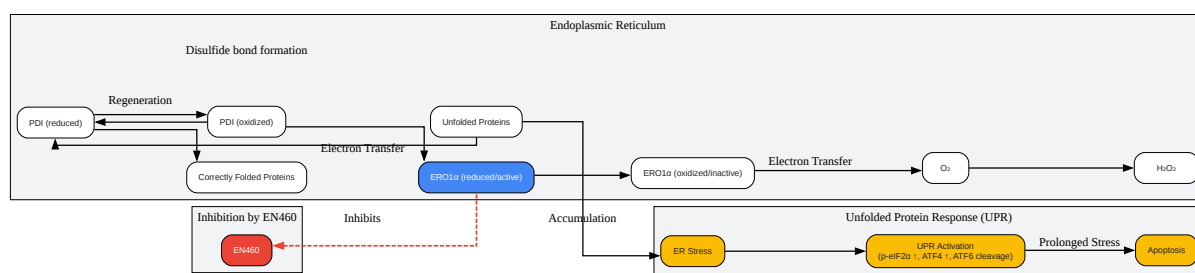 Endoplasmic Reticulum
Disulfide bond formation
Regeneration
PDI (reduced)
PDI (oxidized)
Unfolded Proteins
Electron Transfer
Electron Transfer
Correctly Folded Proteins
ERO1α (reduced/active)
ERO1α (oxidized/inactive)
O₂
H₂O₂
Inhibition by EN460
Inhibits
Accumulation
Unfolded Protein Response (UPR)
EN460
ER Stress
UPR Activation
(p-eIF2α ↑, ATF4 ↑, ATF6 cleavage)
Prolonged Stress
Apoptosis